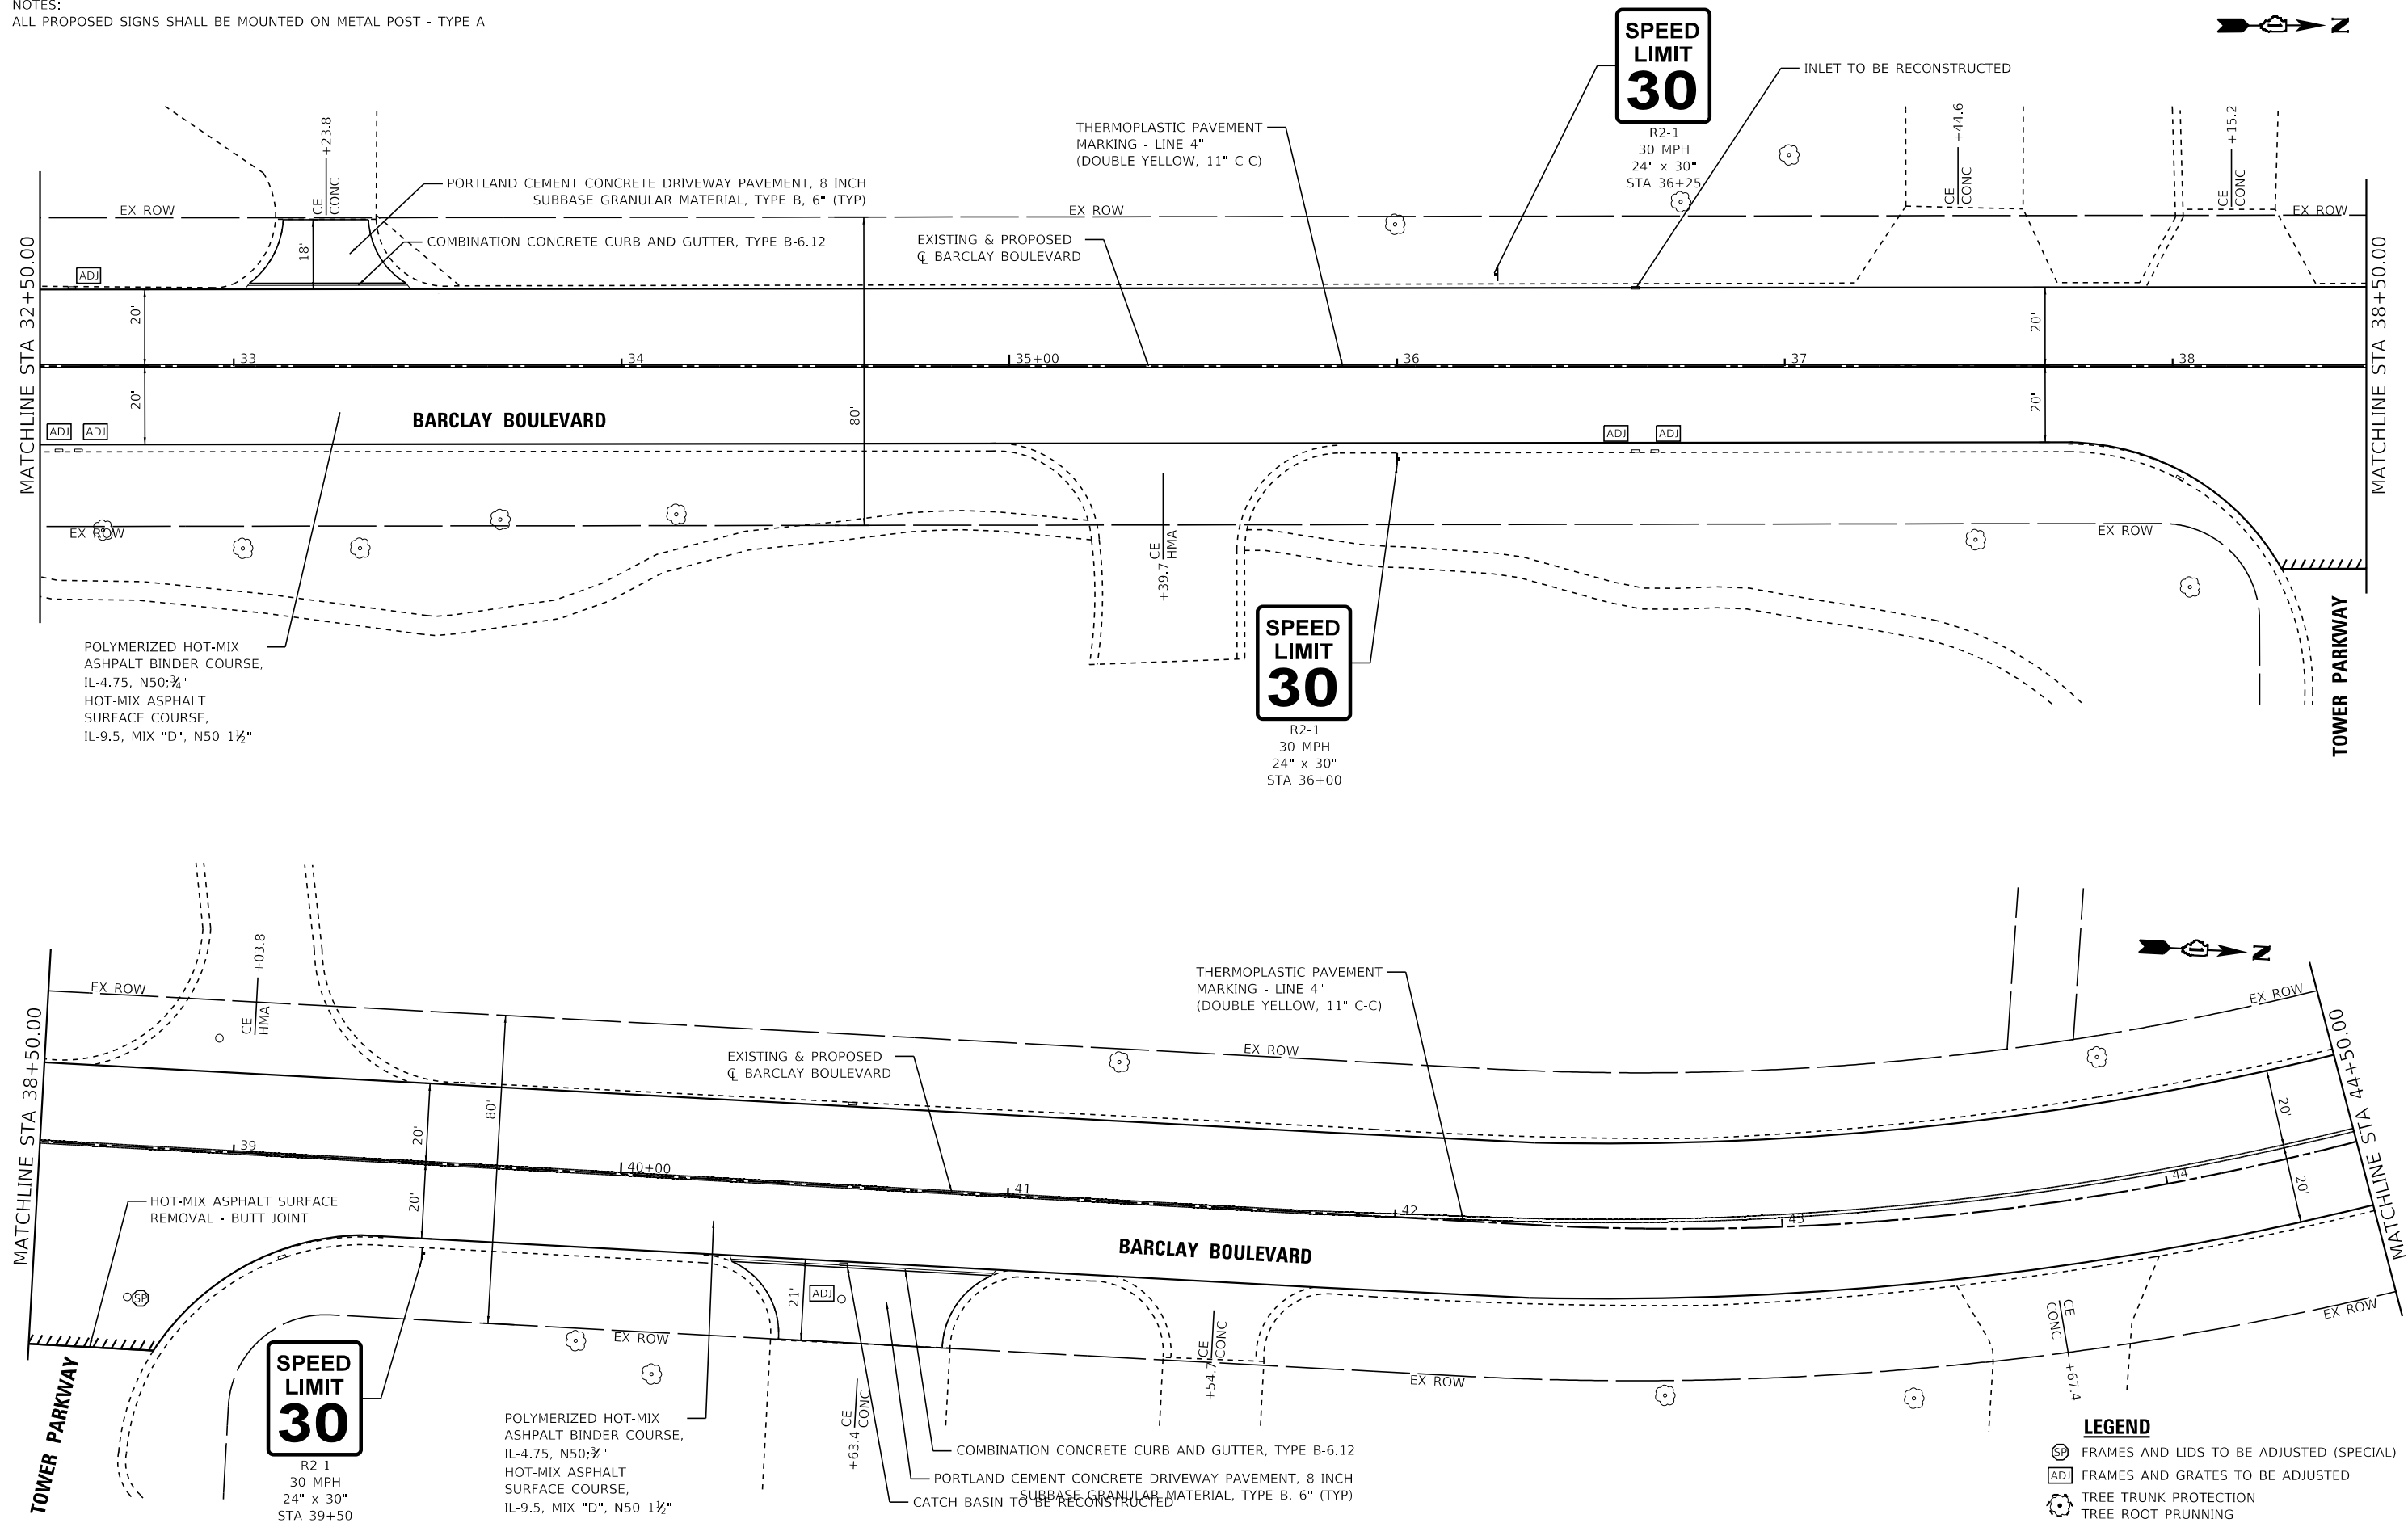 NOTES:
ALL PROPOSED SIGNS SHALL BE MOUNTED ON METAL POST - TYPE A
N
SPEED
LIMIT
30
R2-1
30 MPH
24" x 30"
STA 36+25
INLET TO BE RECONSTRUCTED
THERMOPLASTIC PAVEMENT
MARKING - LINE 4"
(DOUBLE YELLOW, 11" C-C)
+23.8
CE
CONC
+44.6
CE
CONC
+15.2
CE
CONC
PORTLAND CEMENT CONCRETE DRIVEWAY PAVEMENT, 8 INCH
SUBBASE GRANULAR MATERIAL, TYPE B, 6" (TYP)
EX ROW
EX ROW
EX ROW
COMBINATION CONCRETE CURB AND GUTTER, TYPE B-6.12
EXISTING & PROPOSED
℄ BARCLAY BOULEVARD
18'
ADJ
MATCHLINE STA 32+50.00
MATCHLINE STA 38+50.00
20'
20'
33
34
35+00
36
37
38
20'
80'
20'
BARCLAY BOULEVARD
ADJ
ADJ
ADJ
ADJ
EX ROW
EX ROW
+39.7
CE
HMA
SPEED
LIMIT
30
R2-1
30 MPH
24" x 30"
STA 36+00
POLYMERIZED HOT-MIX
ASHPALT BINDER COURSE,
IL-4.75, N50;¾"
HOT-MIX ASPHALT
SURFACE COURSE,
IL-9.5, MIX "D", N50 1½"
TOWER PARKWAY
N
+03.8
CE
HMA
EX ROW
THERMOPLASTIC PAVEMENT
MARKING - LINE 4"
(DOUBLE YELLOW, 11" C-C)
EX ROW
EX ROW
EXISTING & PROPOSED
℄ BARCLAY BOULEVARD
MATCHLINE STA 38+50.00
MATCHLINE STA 44+50.00
80'
20'
20'
20'
20'
39
40+00
41
42
43
44
HOT-MIX ASPHALT SURFACE
REMOVAL - BUTT JOINT
BARCLAY BOULEVARD
SP
21'
ADJ
EX ROW
EX ROW
EX ROW
CE
CONC
+54.7
CE
CONC
+67.4
CE
CONC
+63.4
SPEED
LIMIT
30
R2-1
30 MPH
24" x 30"
STA 39+50
TOWER PARKWAY
POLYMERIZED HOT-MIX
ASHPALT BINDER COURSE,
IL-4.75, N50;¾"
HOT-MIX ASPHALT
SURFACE COURSE,
IL-9.5, MIX "D", N50 1½"
COMBINATION CONCRETE CURB AND GUTTER, TYPE B-6.12
PORTLAND CEMENT CONCRETE DRIVEWAY PAVEMENT, 8 INCH
SUBBASE GRANULAR MATERIAL, TYPE B, 6" (TYP)
CATCH BASIN TO BE RECONSTRUCTED
LEGEND
SP FRAMES AND LIDS TO BE ADJUSTED (SPECIAL)
ADJ FRAMES AND GRATES TO BE ADJUSTED
TREE TRUNK PROTECTION
TREE ROOT PRUNNING